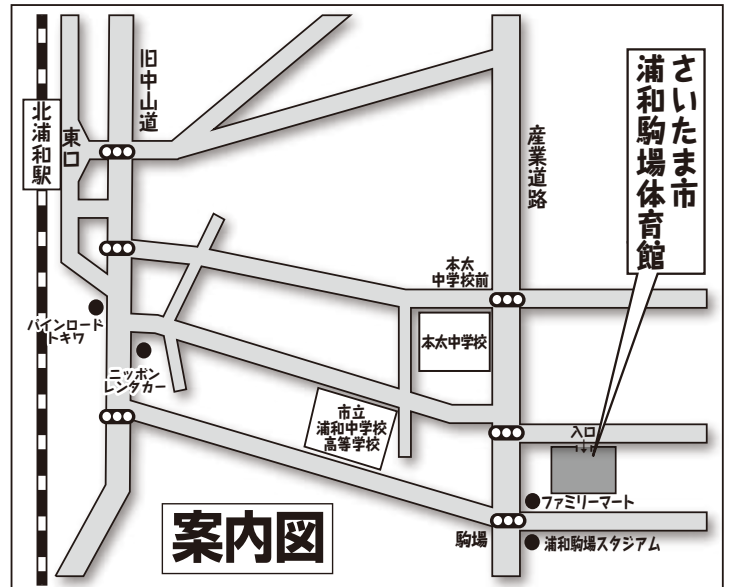 北浦和駅
東口
旧中山道
産業道路
さいたま市
浦和駒場体育館
本太
中学校前
本太中学校
パインロード
トキワ
ニッポン
レンタカー
市立
浦和中学校
高等学校
入口
ファミリーマート
駒場
浦和駒場スタジアム
案内図